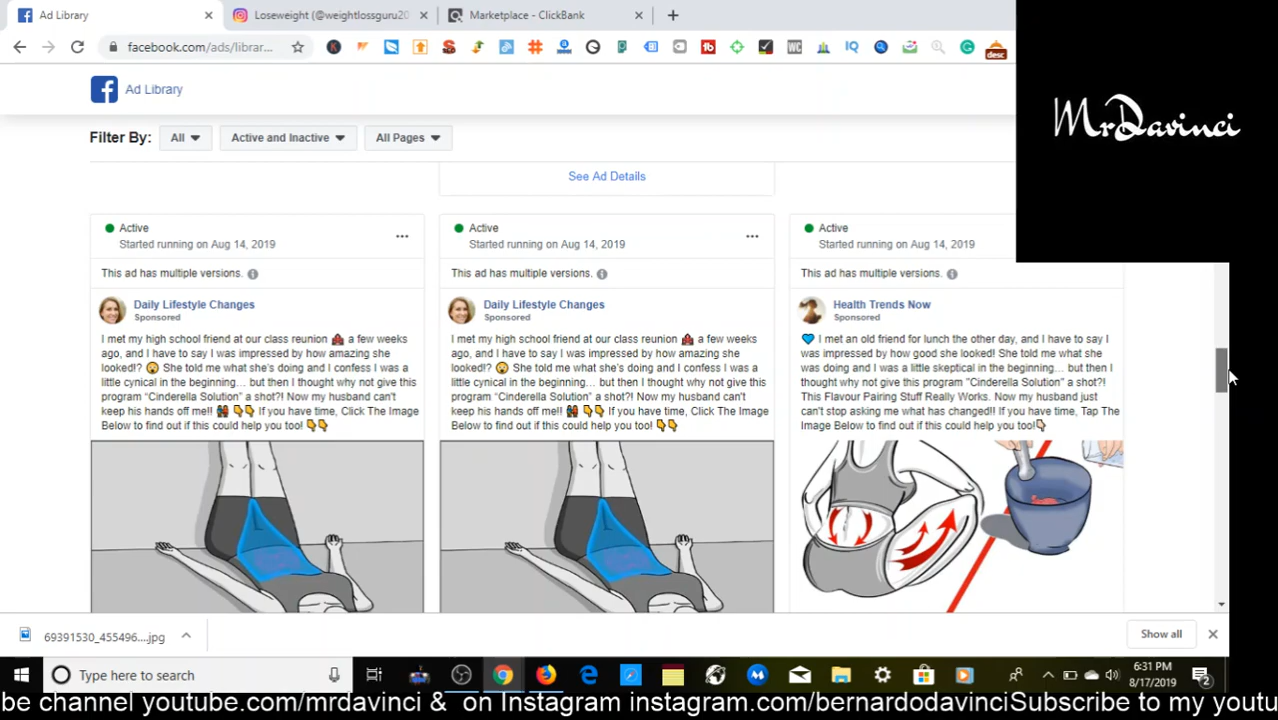 Ad Library
Loseweight (@weightlossguru20
Marketplace - ClickBank
facebook.com/ads/librar...
desc
Ad Library
MrDavinci
Filter By:
All
Active and Inactive
All Pages
See Ad Details
Active
Started running on Aug 14, 2019
This ad has multiple versions.
Daily Lifestyle Changes
Sponsored
I met my high school friend at our class reunion 🏫 a few weeks
ago, and I have to say I was impressed by how amazing she
looked!? 😲 She told me what she's doing and I confess I was a
little cynical in the beginning... but then I thought why not give this
program "Cinderella Solution" a shot?! Now my husband can't
keep his hands off me!! 👫 👇👇 If you have time, Click The Image
Below to find out if this could help you too! 👇👇
Active
Started running on Aug 14, 2019
This ad has multiple versions.
Daily Lifestyle Changes
Sponsored
I met my high school friend at our class reunion 🏫 a few weeks
ago, and I have to say I was impressed by how amazing she
looked!? 😲 She told me what she's doing and I confess I was a
little cynical in the beginning... but then I thought why not give this
program "Cinderella Solution" a shot?! Now my husband can't
keep his hands off me!! 👫 👇👇 If you have time, Click The Image
Below to find out if this could help you too! 👇👇
Active
Started running on Aug 14, 2019
This ad has multiple versions.
Health Trends Now
Sponsored
💙 I met an old friend for lunch the other day, and I have to say I
was impressed by how good she looked! She told me what she
was doing and I was a little skeptical in the beginning... but then I
thought why not give this program "Cinderella Solution" a shot?!
This Flavour Pairing Stuff Really Works. Now my husband just
can't stop asking me what has changed!! If you have time, Tap The
Image Below to find out if this could help you too!👇
69391530_455496....jpg
Show all
Type here to search
6:31 PM
8/17/2019
2
be channel youtube.com/mrdavinci & on Instagram instagram.com/bernardodavinciSubscribe to my youtu